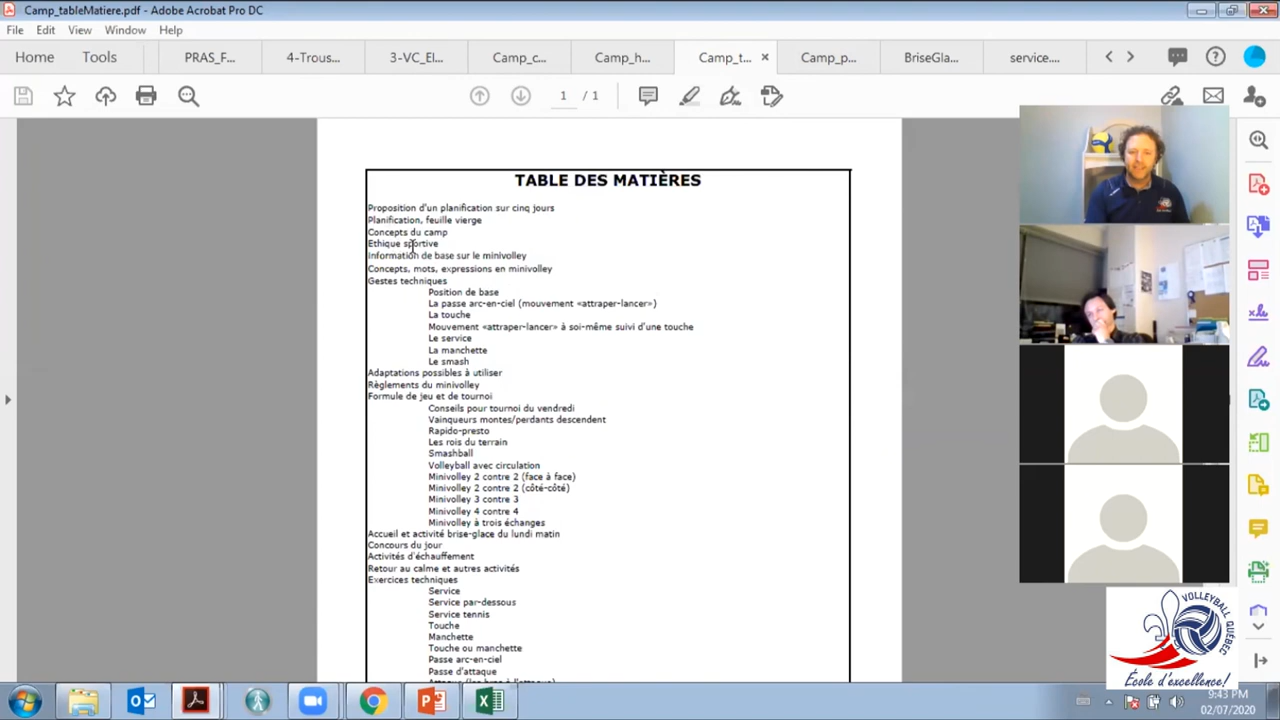 Camp_tableMatiere.pdf - Adobe Acrobat Pro DC
File Edit View Window Help
Home Tools PRAS_F... 4-Trous... 3-VC_El... Camp_c... Camp_h... Camp_t... Camp_p... BriseGla... service....
1 / 1
TABLE DES MATIÈRES
Proposition d'un planification sur cinq jours
Planification, feuille vierge
Concepts du camp
Ethique sportive
Information de base sur le minivolley
Concepts, mots, expressions en minivolley
Gestes techniques
Position de base
La passe arc-en-ciel (mouvement «attraper-lancer»)
La touche
Mouvement «attraper-lancer» à soi-même suivi d'une touche
Le service
La manchette
Le smash
Adaptations possibles à utiliser
Règlements du minivolley
Formule de jeu et de tournoi
Conseils pour tournoi du vendredi
Vainqueurs montes/perdants descendent
Rapido-presto
Les rois du terrain
Smashball
Volleyball avec circulation
Minivolley 2 contre 2 (face à face)
Minivolley 2 contre 2 (côté-côté)
Minivolley 3 contre 3
Minivolley 4 contre 4
Minivolley à trois échanges
Accueil et activité brise-glace du lundi matin
Concours du jour
Activités d'échauffement
Retour au calme et autres activités
Exercices techniques
Service
Service par-dessous
Service tennis
Touche
Manchette
Touche ou manchette
Passe arc-en-ciel
Passe d'attaque
VOLLEYBALL QUÉBEC
École d'excellence!
9:43 PM
02/07/2020